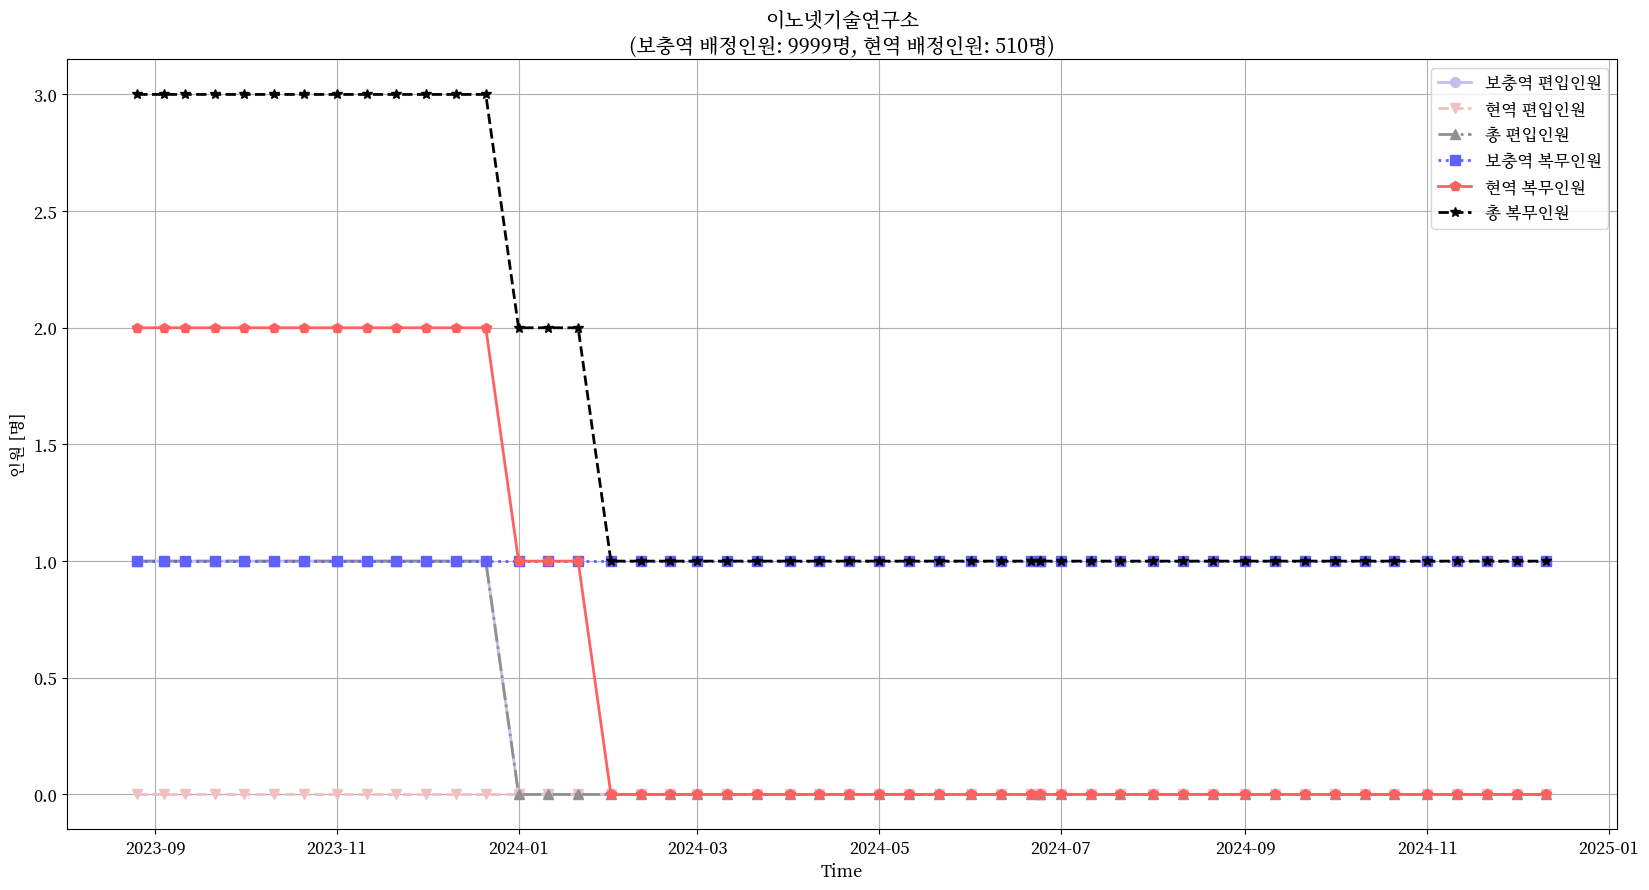 이노넷기술연구소
(보충역 배정인원: 9999명, 현역 배정인원: 510명)
보충역 편입인원
현역 편입인원
총 편입인원
보충역 복무인원
현역 복무인원
총 복무인원
3.0
2.5
2.0
1.5
1.0
0.5
0.0
인원 [명]
2023-09
2023-11
2024-01
2024-03
2024-05
2024-07
2024-09
2024-11
2025-01
Time